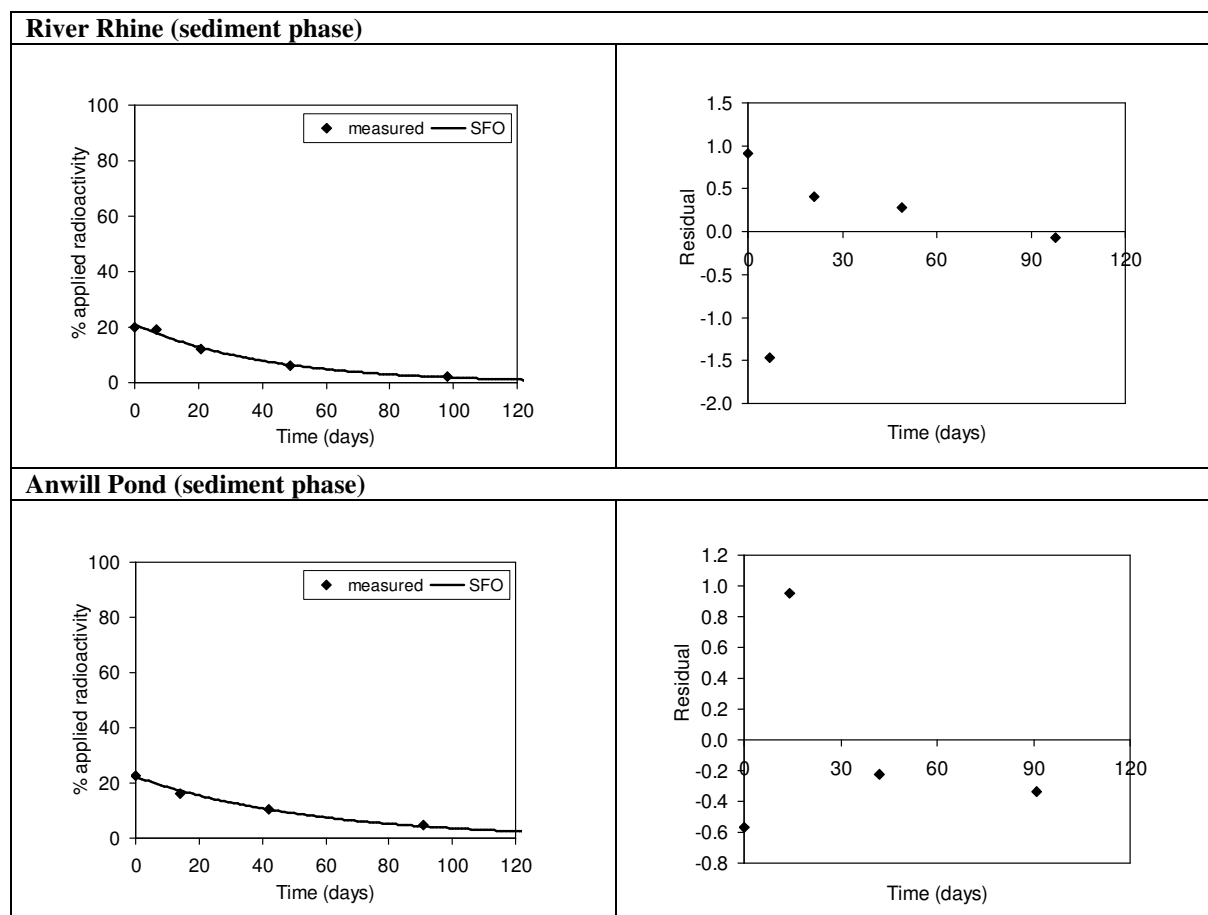 River Rhine (sediment phase)
100
80
60
40
20
0
% applied radioactivity
measured SFO
0 20 40 60 80 100 120
Time (days)
1.5
1.0
0.5
0.0
-0.5
-1.0
-1.5
-2.0
Residual
0 30 60 90 120
Time (days)
Anwill Pond (sediment phase)
100
80
60
40
20
0
% applied radioactivity
measured SFO
0 20 40 60 80 100 120
Time (days)
1.2
1.0
0.8
0.6
0.4
0.2
0.0
-0.2
-0.4
-0.6
-0.8
Residual
0 30 60 90 120
Time (days)